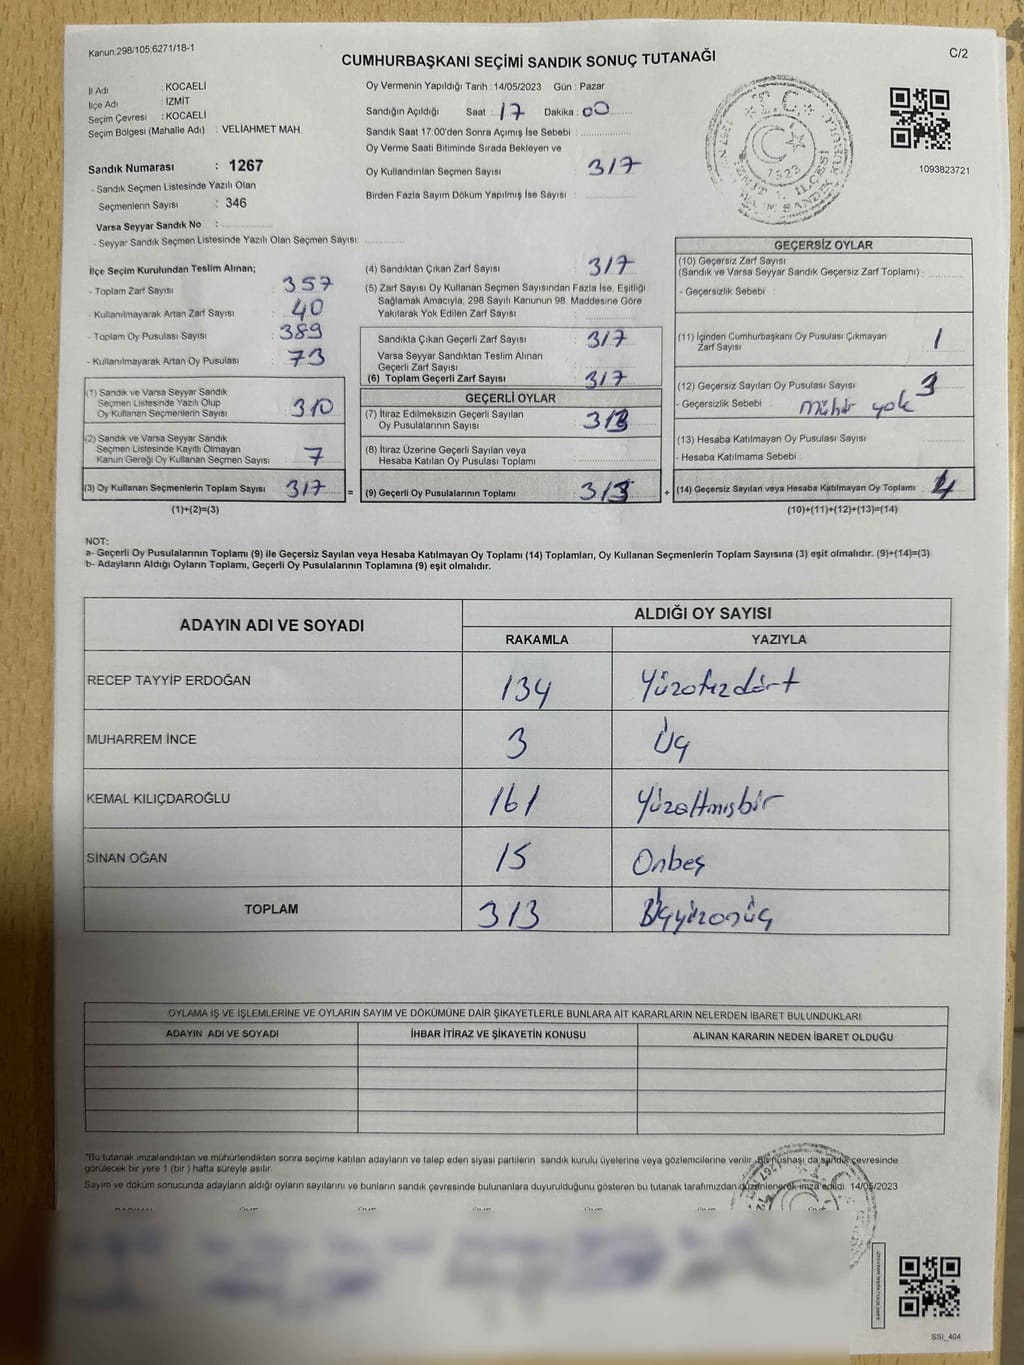 Kanun.298/105,6271/18-1
C/2
CUMHURBAŞKANI SEÇİMİ SANDIK SONUÇ TUTANAĞI
İl Adı : KOCAELİ
İlçe Adı : İZMİT
Seçim Çevresi : KOCAELİ
Seçim Bölgesi (Mahalle Adı) : VELİAHMET MAH.
Sandık Numarası : 1267
- Sandık Seçmen Listesinde Yazılı Olan
Seçmenlerin Sayısı : 346
Varsa Seyyar Sandık No :
- Seyyar Sandık Seçmen Listesinde Yazılı Olan Seçmen Sayısı
Oy Vermenin Yapıldığı Tarih : 14/05/2023 Gün : Pazar
Sandığın Açıldığı Saat : 17 Dakika : 00
Sandık Saat 17:00'den Sonra Açımış İse Sebebi :
Oy Verme Saati Bitiminde Sırada Bekleyen ve
Oy Kullandırılan Seçmen Sayısı : 317
Birden Fazla Sayım Döküm Yapılmış İse Sayısı :
T.C.
1923
1093823721
İlçe Seçim Kurulundan Teslim Alınan;
- Toplam Zarf Sayısı : 357
- Kullanılmayarak Artan Zarf Sayısı : 40
- Toplam Oy Pusulası Sayısı : 389
- Kullanılmayarak Artan Oy Pusulası : 73
(1) Sandık ve Varsa Seyyar Sandık
Seçmen Listesinde Yazılı Olup
Oy Kullanan Seçmenlerin Sayısı : 310
(2) Sandık ve Varsa Seyyar Sandık
Seçmen Listesinde Kayıtlı Olmayan
Kanun Gereği Oy Kullanan Seçmen Sayısı : 7
(3) Oy Kullanan Seçmenlerin Toplam Sayısı : 317
(1)+(2)=(3)
(4) Sandıktan Çıkan Zarf Sayısı : 317
(5) Zarf Sayısı Oy Kullanan Seçmen Sayısından Fazla İse, Eşitliği
Sağlamak Amacıyla; 298 Sayılı Kanunun 98. Maddesine Göre
Yakılarak Yok Edilen Zarf Sayısı :
Sandıkta Çıkan Geçerli Zarf Sayısı : 317
Varsa Seyyar Sandıktan Teslim Alınan
Geçerli Zarf Sayısı :
(6) Toplam Geçerli Zarf Sayısı : 317
GEÇERLİ OYLAR
(7) İtiraz Edilmeksizin Geçerli Sayılan
Oy Pusulalarının Sayısı : 313
(8) İtiraz Üzerine Geçerli Sayılan veya
Hesaba Katılan Oy Pusulası Toplamı :
= (9) Geçerli Oy Pusulalarının Toplamı : 313 +
GEÇERSİZ OYLAR
(10) Geçersiz Zarf Sayısı
(Sandık ve Varsa Seyyar Sandık Geçersiz Zarf Toplamı) :
- Geçersizlik Sebebi :
(11) İçinden Cumhurbaşkanı Oy Pusulası Çıkmayan
Zarf Sayısı : 1
(12) Geçersiz Sayılan Oy Pusulası Sayısı : 3
- Geçersizlik Sebebi : mühür yok
(13) Hesaba Katılmayan Oy Pusulası Sayısı :
- Hesaba Katılmama Sebebi :
(14) Geçersiz Sayılan veya Hesaba Katılmayan Oy Toplamı : 4
(10)+(11)+(12)+(13)=(14)
NOT:
a- Geçerli Oy Pusulalarının Toplamı (9) ile Geçersiz Sayılan veya Hesaba Katılmayan Oy Toplamı (14) Toplamları, Oy Kullanan Seçmenlerin Toplam Sayısına (3) eşit olmalıdır. (9)+(14)=(3)
b- Adayların Aldığı Oyların Toplamı, Geçerli Oy Pusulalarının Toplamına (9) eşit olmalıdır.
ADAYIN ADI VE SOYADI
ALDIĞI OY SAYISI
RAKAMLA YAZIYLA
RECEP TAYYİP ERDOĞAN 134 Yüzotuzdört
MUHARREM İNCE 3 Üç
KEMAL KILIÇDAROĞLU 161 Yüzaltmışbir
SİNAN OĞAN 15 Onbeş
TOPLAM 313 Üçyüzonüç
OYLAMA İŞ VE İŞLEMLERİNE VE OYLARIN SAYIM VE DÖKÜMÜNE DAİR ŞİKAYETLERLE BUNLARA AİT KARARLARIN NELERDEN İBARET BULUNDUKLARI
ADAYIN ADI VE SOYADI İHBAR İTİRAZ VE ŞİKAYETİN KONUSU ALINAN KARARIN NEDEN İBARET OLDUĞU
*Bu tutanak imzalandıktan ve mühürlendikten sonra seçime katılan adayların ve talep eden siyasi partilerin sandık kurulu üyelerine veya gözlemcilerine verilir. Bir nüshası da sandık çevresinde
görülecek bir yere 1 (bir ) hafta süreyle asılır.
Sayım ve döküm sonucunda adayların aldığı oyların sayılarını ve bunların sandık çevresinde bulunanlara duyurulduğunu gösteren bu tutanak tarafımızdan düzenlenerek imza edildi. 14/05/2023
SSI_404